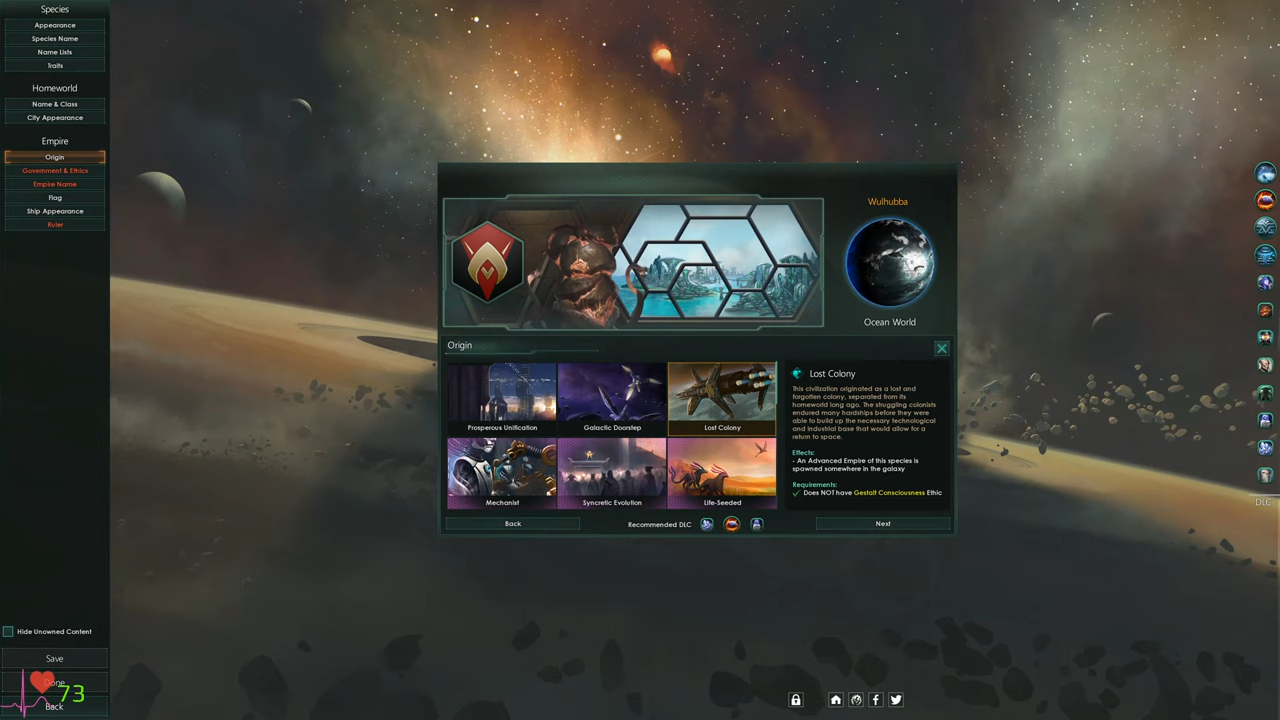 Species
Appearance
Species Name
Name Lists
Traits
Homeworld
Name & Class
City Appearance
Empire
Origin
Government & Ethics
Empire Name
Flag
Ship Appearance
Ruler
Hide Unowned Content
Save
Done
Back
73
Wulhubba
Ocean World
Origin
Prosperous Unification
Galactic Doorstep
Lost Colony
Mechanist
Syncretic Evolution
Life-Seeded
Lost Colony
This civilization originated as a lost and
forgotten colony, separated from its
homeworld long ago. The struggling colonists
endured many hardships before they were
able to build up the necessary technological
and industrial base that would allow for a
return to space.
Effects:
- An Advanced Empire of this species is
spawned somewhere in the galaxy
Requirements:
Does NOT have Gestalt Consciousness Ethic
Back
Recommended DLC
Next
DLC